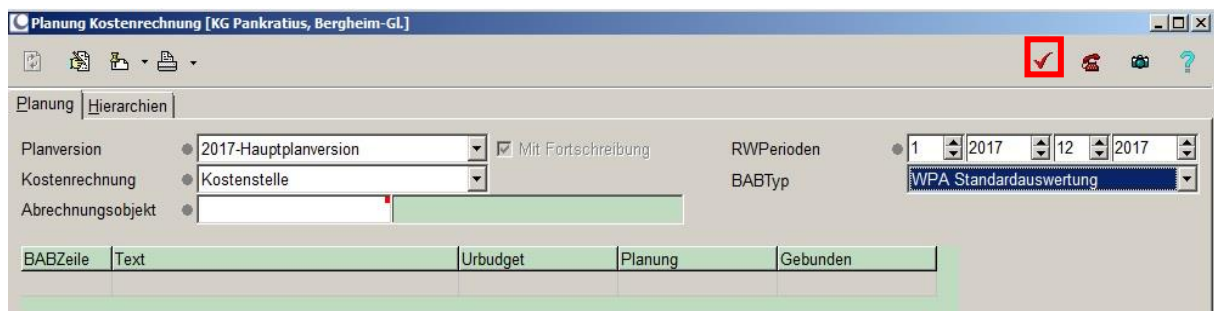 Planung Kostenrechnung [KG Pankratius, Bergheim-Gl.]
Planung Hierarchien
Planversion 2017-Hauptplanversion Mit Fortschreibung RWPerioden 1 2017 12 2017
Kostenrechnung Kostenstelle BABTyp WPA Standardauswertung
Abrechnungsobjekt
BABZeile Text Urbudget Planung Gebunden